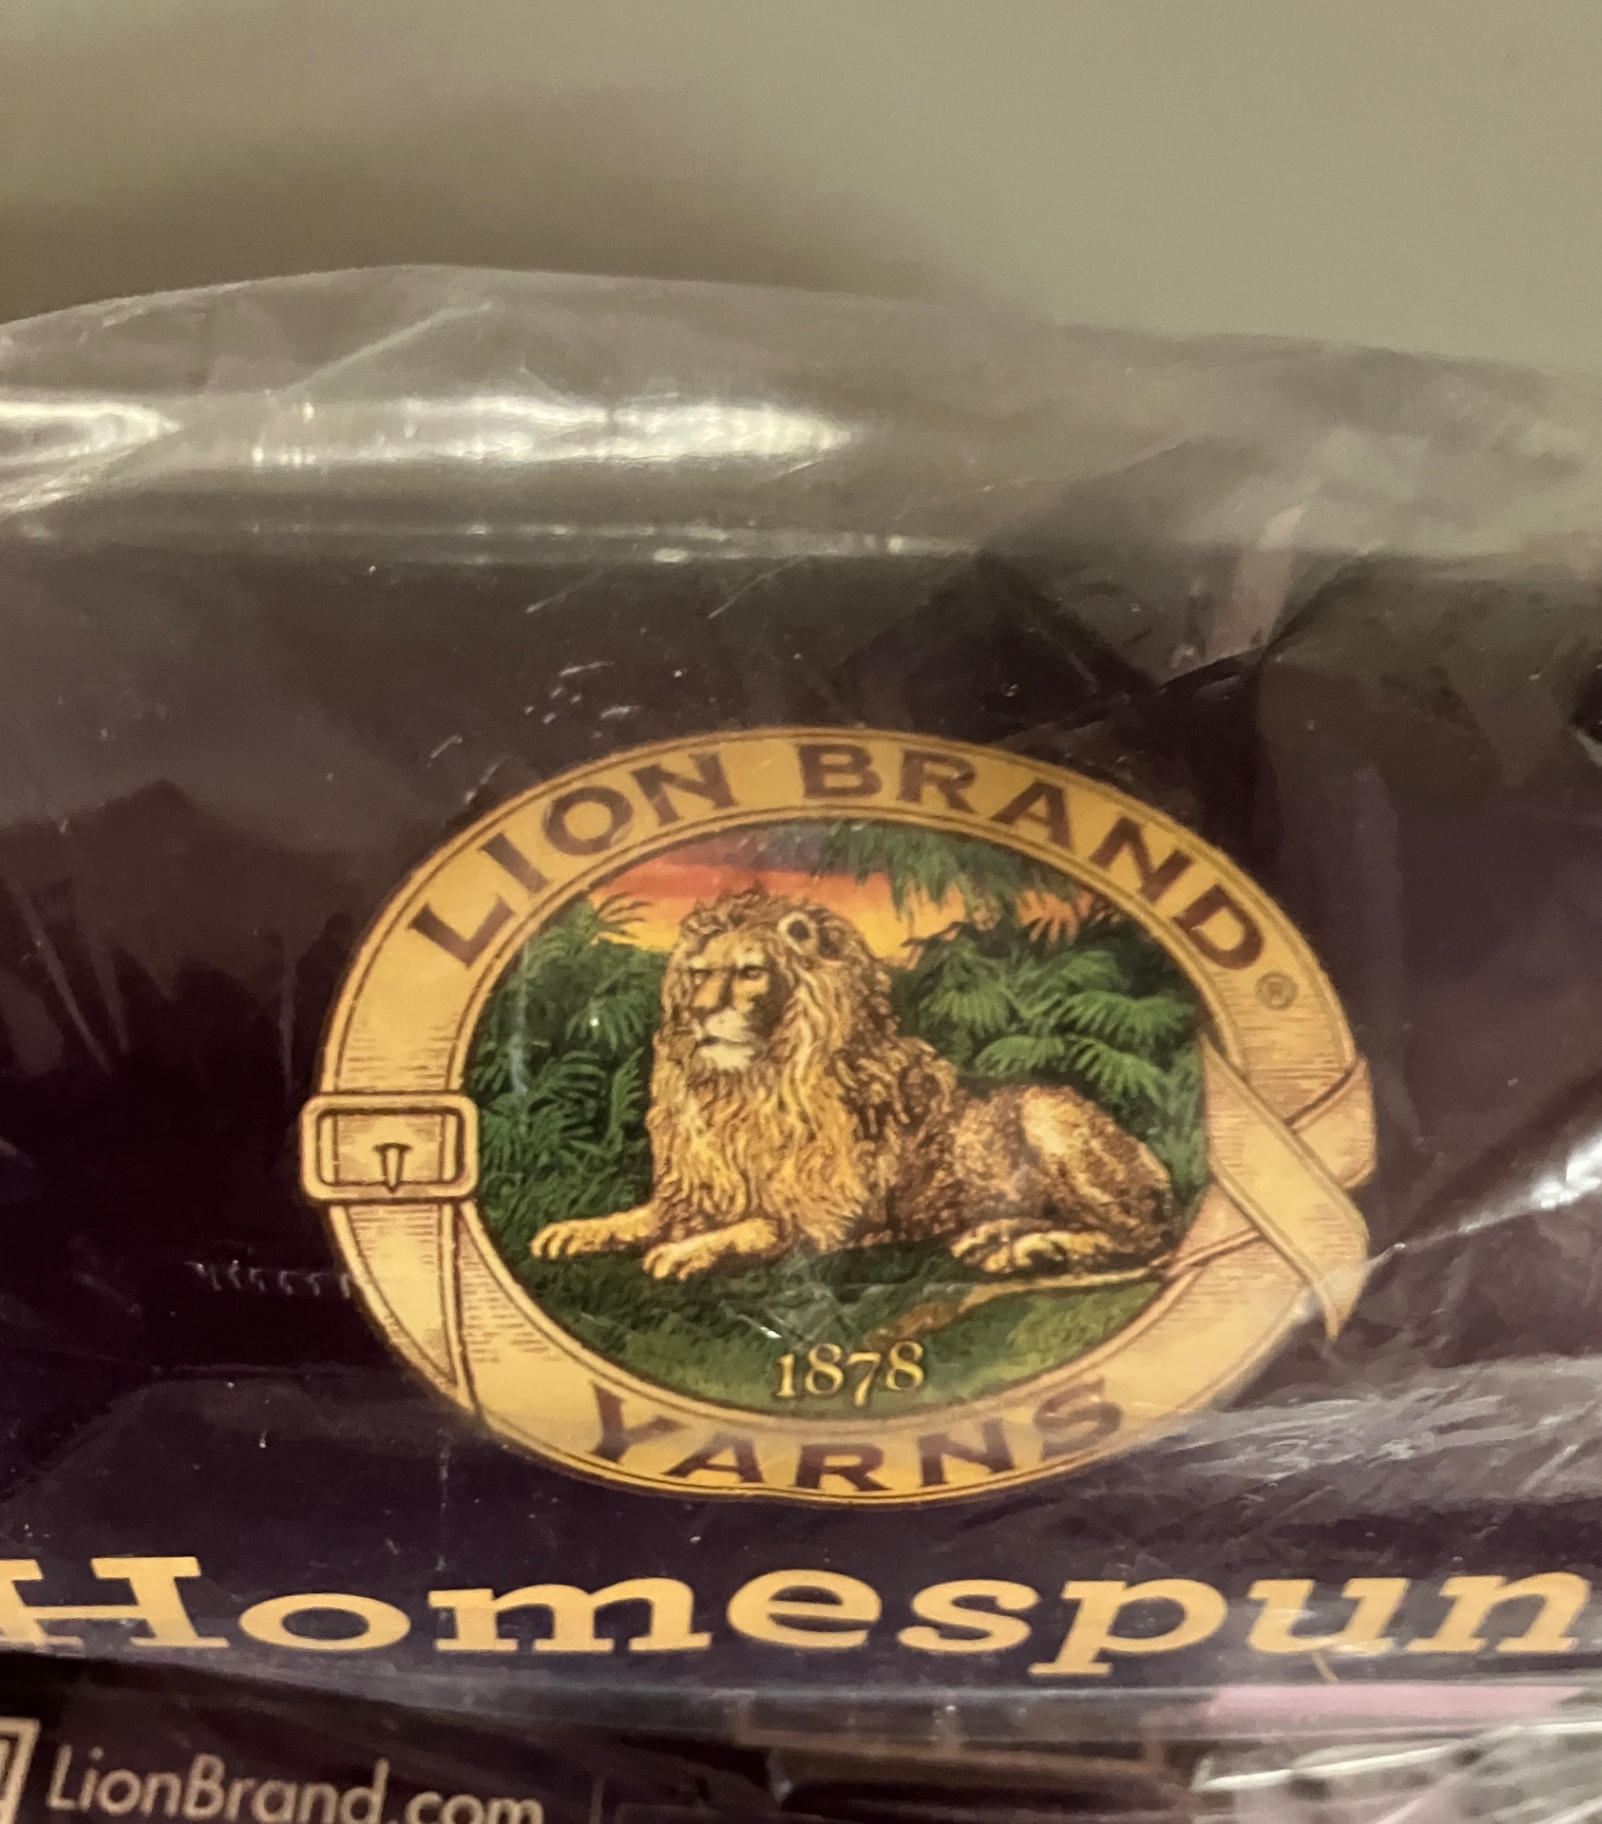 LION BRAND®
1878
YARNS
Homespun
LionBrand.com